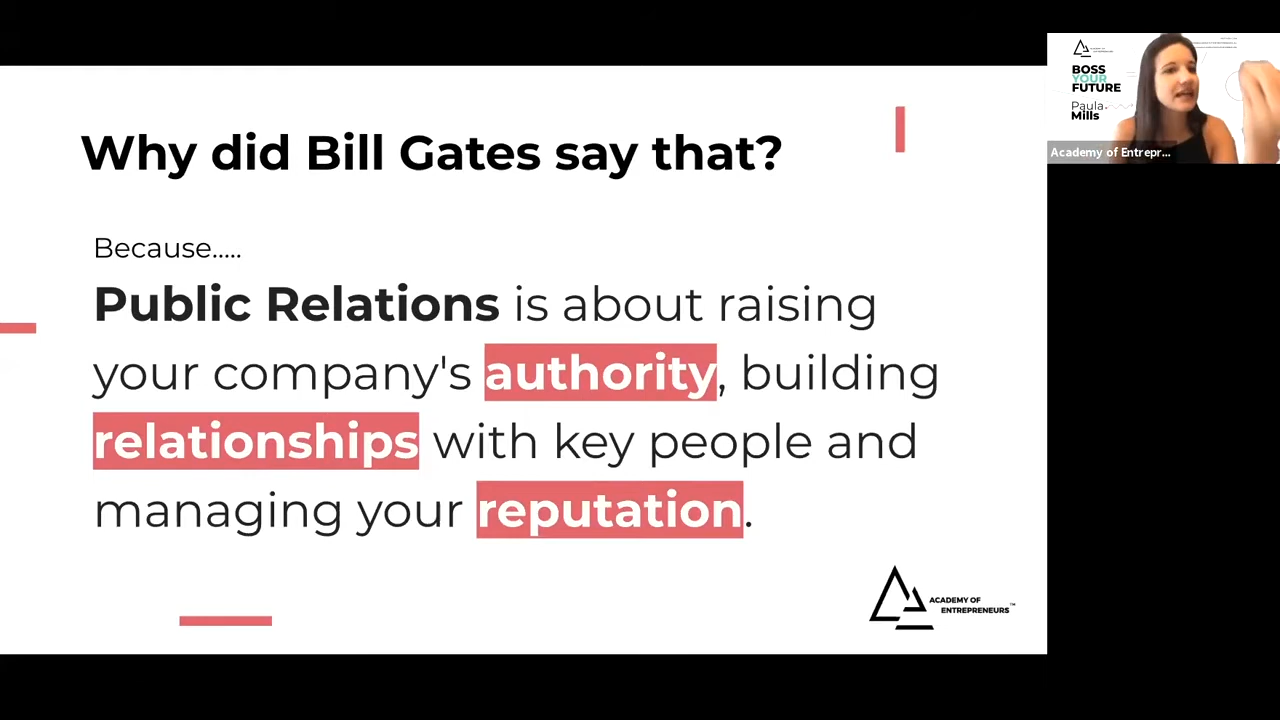 Why did Bill Gates say that?
Because.....
Public Relations is about raising
your company's authority, building
relationships with key people and
managing your reputation.
ACADEMY OF
ENTREPRENEURS™
BOSS
YOUR
FUTURE
Paula
Mills
Academy of Entrepr...